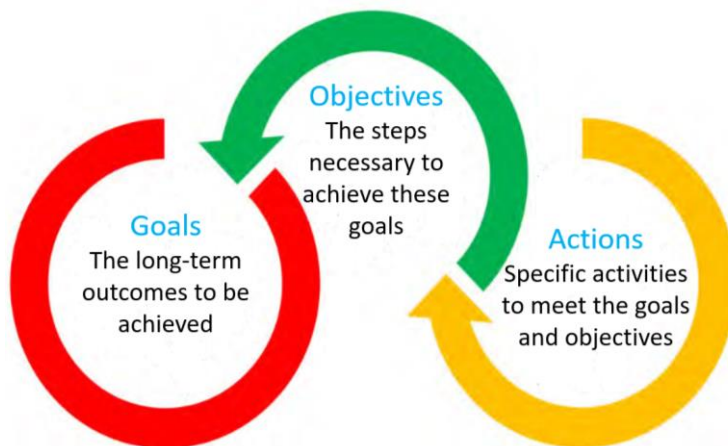 Goals
The long-term
outcomes to be
achieved
Objectives
The steps
necessary to
achieve these
goals
Actions
Specific activities
to meet the goals
and objectives